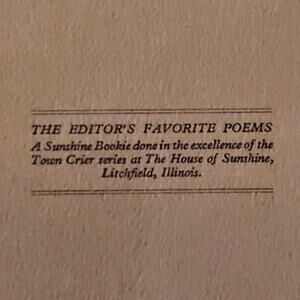 THE EDITOR'S FAVORITE POEMS
A Sunshine Bookie done in the excellence of the
Town Crier series at The House of Sunshine,
Litchfield, Illinois.